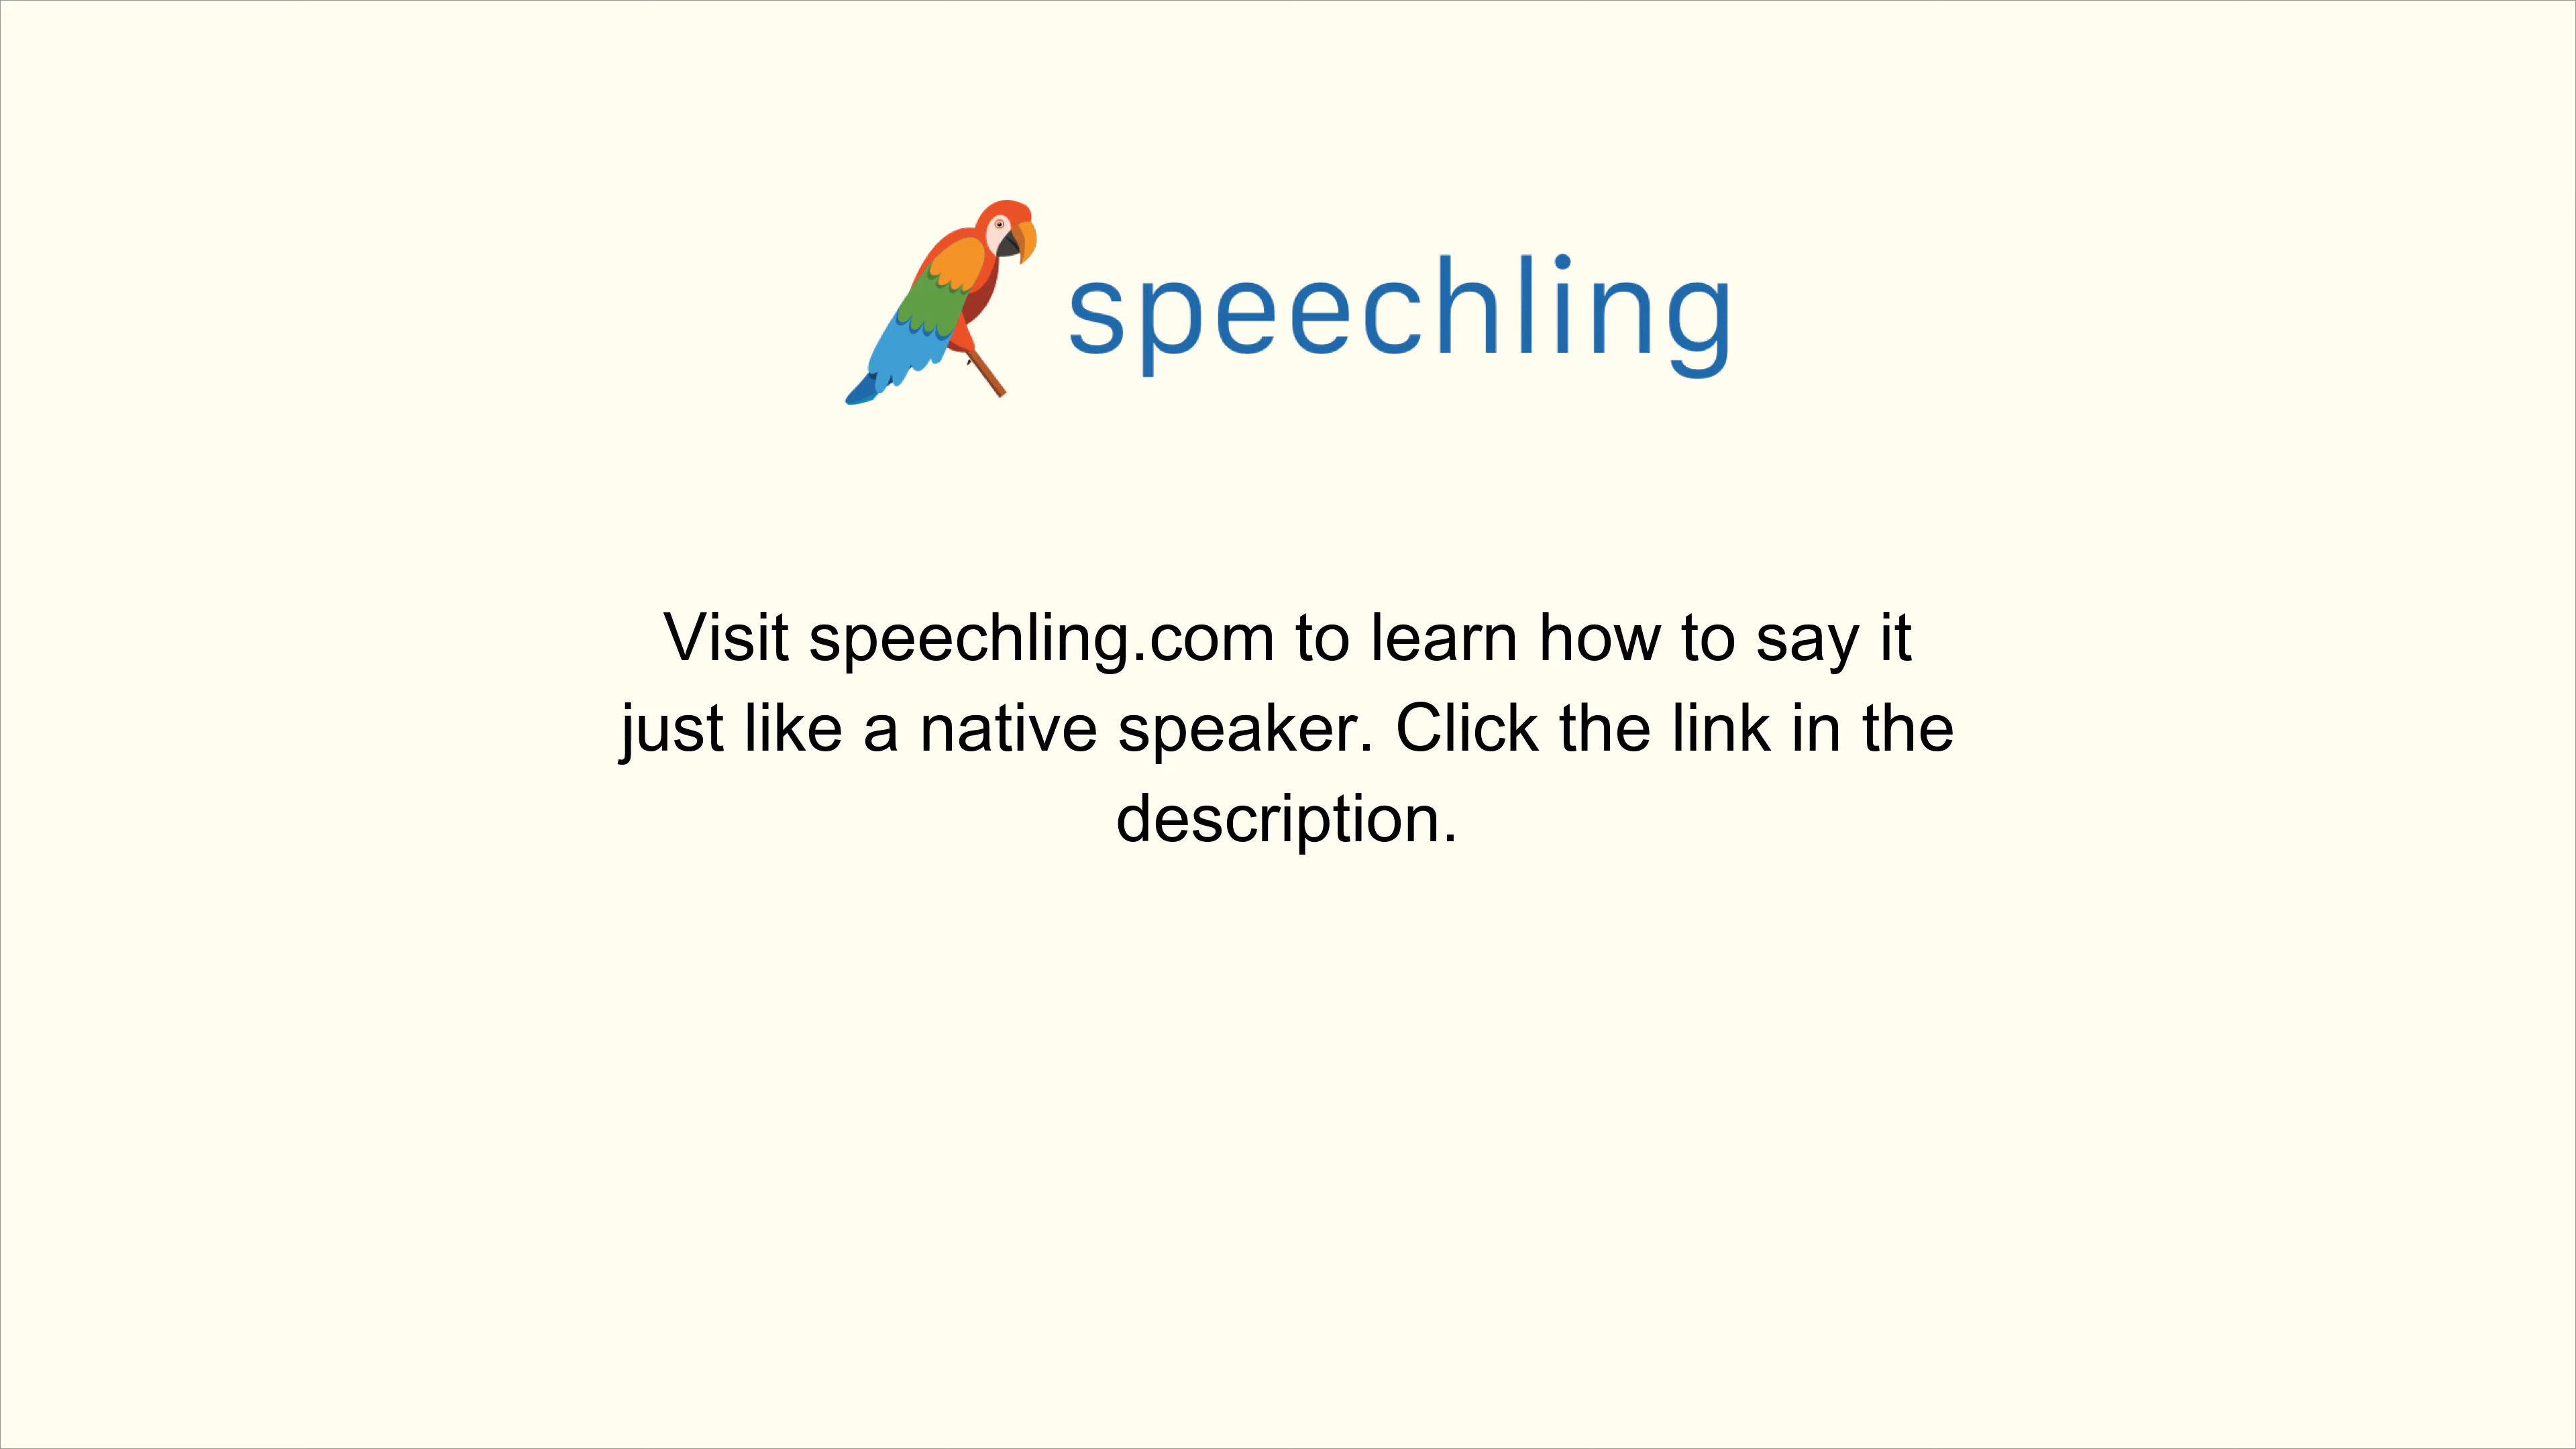 speechling
Visit speechling.com to learn how to say it
just like a native speaker. Click the link in the
description.